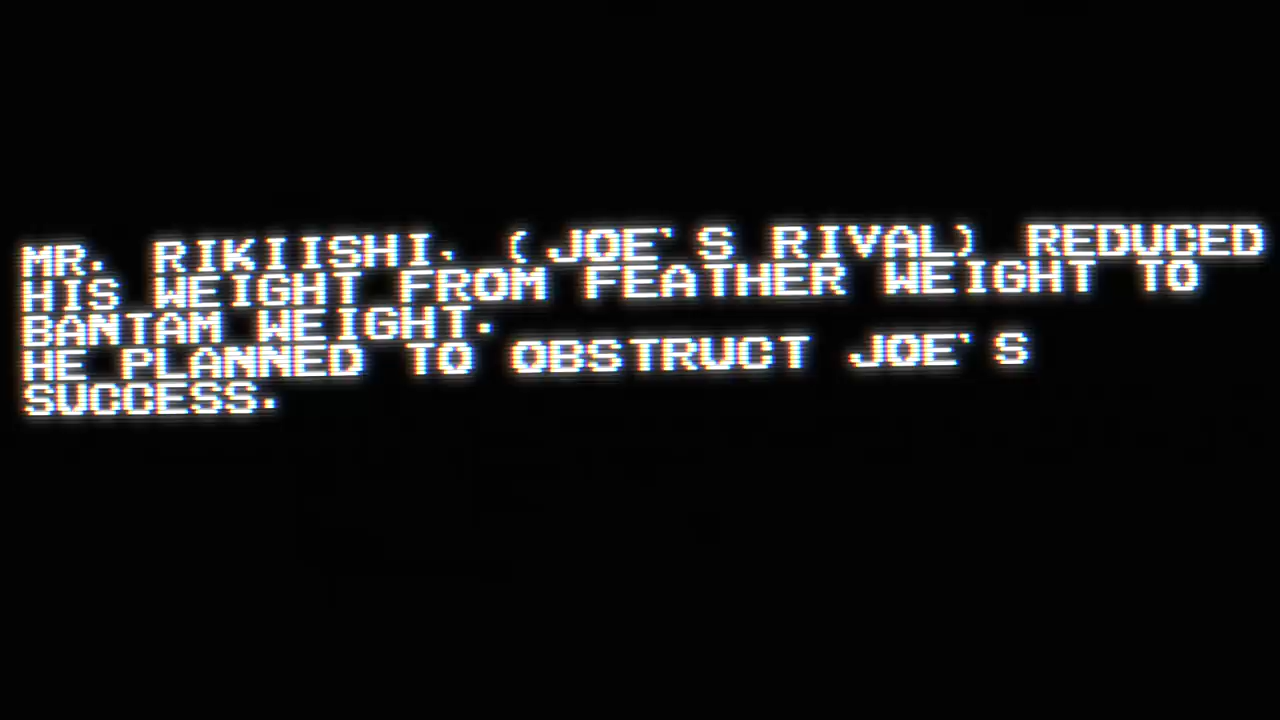 MR. RIKIISHI. (JOE'S RIVAL) REDUCED
HIS WEIGHT FROM FEATHER WEIGHT TO
BANTAM WEIGHT.
HE PLANNED TO OBSTRUCT JOE'S
SUCCESS.